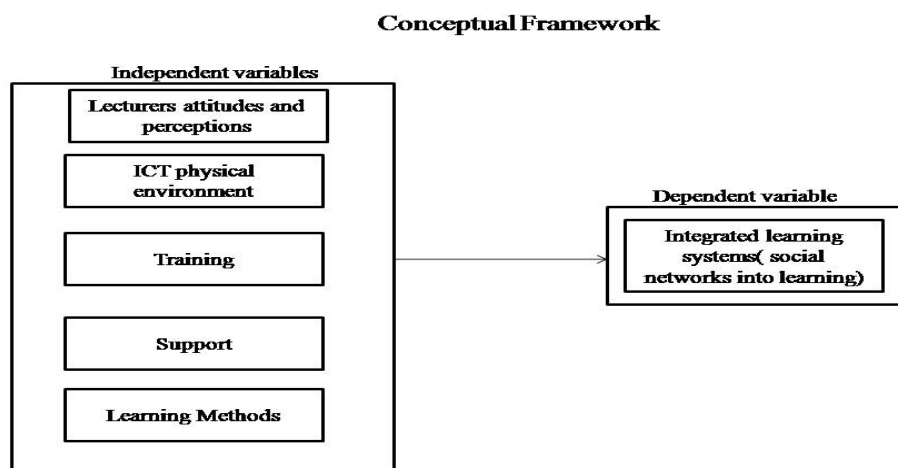 Conceptual Framework
Independent variables
Lecturers attitudes and
perceptions
ICT physical
environment
Training
Support
Learning Methods
Dependent variable
Integrated learning
systems( social
networks into learning)